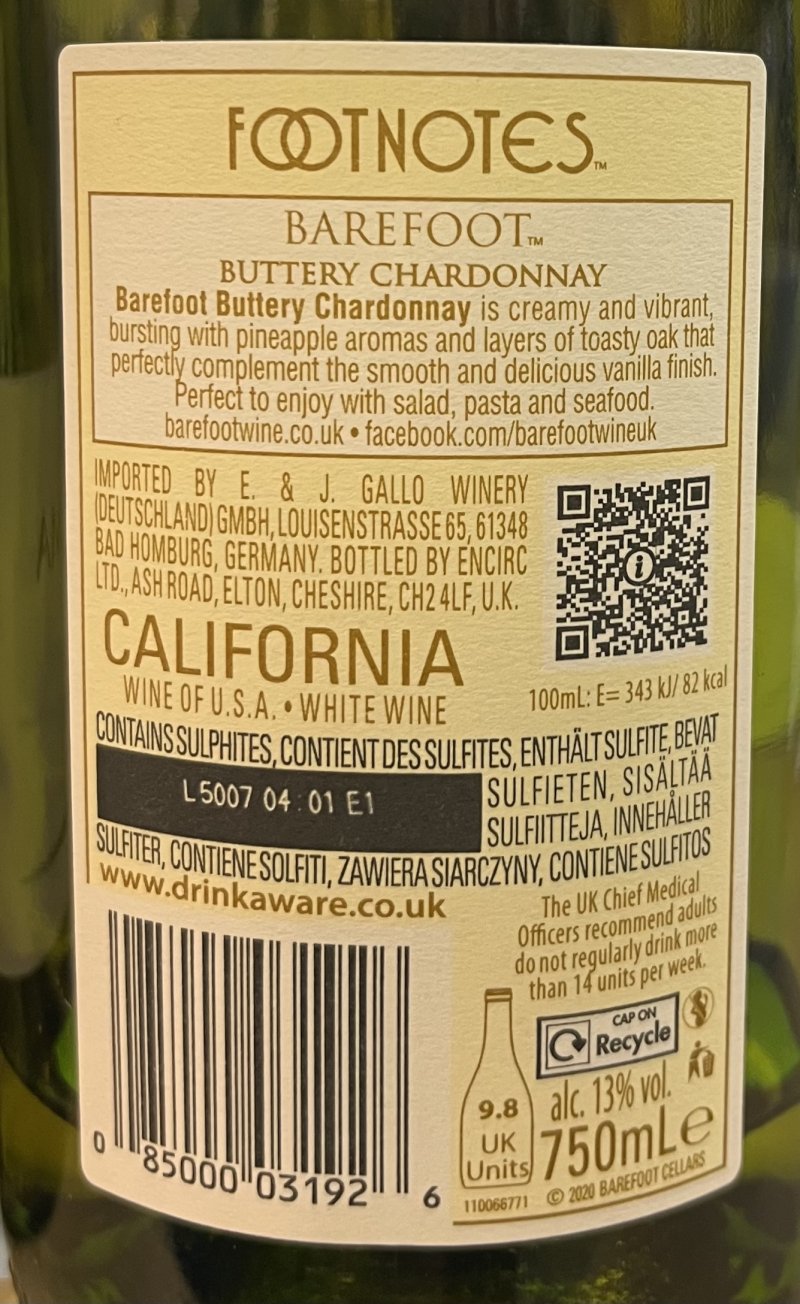 FOOTNOTES™
BAREFOOT™
BUTTERY CHARDONNAY
Barefoot Buttery Chardonnay is creamy and vibrant,
bursting with pineapple aromas and layers of toasty oak that
perfectly complement the smooth and delicious vanilla finish.
Perfect to enjoy with salad, pasta and seafood.
barefootwine.co.uk • facebook.com/barefootwineuk
IMPORTED BY E. & J. GALLO WINERY
(DEUTSCHLAND) GMBH, LOUISENSTRASSE 65, 61348
BAD HOMBURG, GERMANY. BOTTLED BY ENCIRC
LTD., ASH ROAD, ELTON, CHESHIRE, CH2 4LF, U.K.
CALIFORNIA
WINE OF U.S.A. • WHITE WINE
100mL: E= 343 kJ/ 82 kcal
CONTAINS SULPHITES, CONTIENT DES SULFITES, ENTHÄLT SULFITE, BEVAT
SULFIETEN, SISÄLTÄÄ
L 5007 04:01 E1
SULFIITTEJA, INNEHÅLLER
SULFITER, CONTIENE SOLFITI, ZAWIERA SIARCZYNY, CONTIENE SULFITOS
www.drinkaware.co.uk
The UK Chief Medical
Officers recommend adults
do not regularly drink more
than 14 units per week.
CAP ON
Recycle
9.8
UK
Units
alc. 13% vol.
750mLe
0 85000 03192 6
110066771 © 2020 BAREFOOT CELLARS